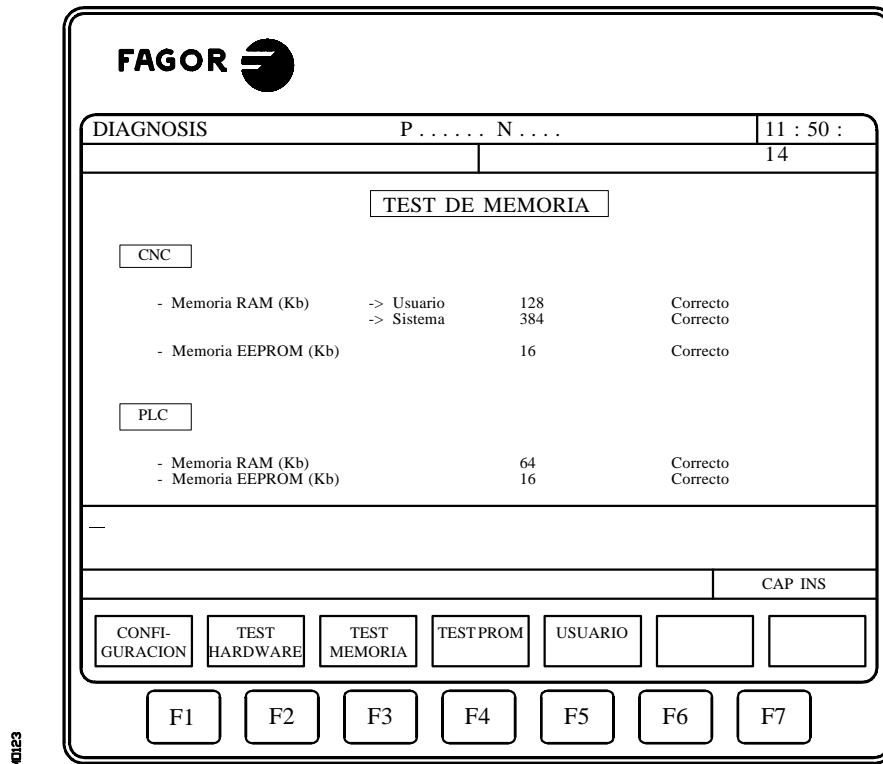 FAGOR
DIAGNOSIS P . . . . . . N . . . . 11 : 50 :
14
TEST DE MEMORIA
CNC
- Memoria RAM (Kb) -> Usuario 128 Correcto
-> Sistema 384 Correcto
- Memoria EEPROM (Kb) 16 Correcto
PLC
- Memoria RAM (Kb) 64 Correcto
- Memoria EEPROM (Kb) 16 Correcto
CAP INS
CONFI-
GURACION
TEST
HARDWARE
TEST
MEMORIA
TEST PROM
USUARIO
F1 F2 F3 F4 F5 F6 F7